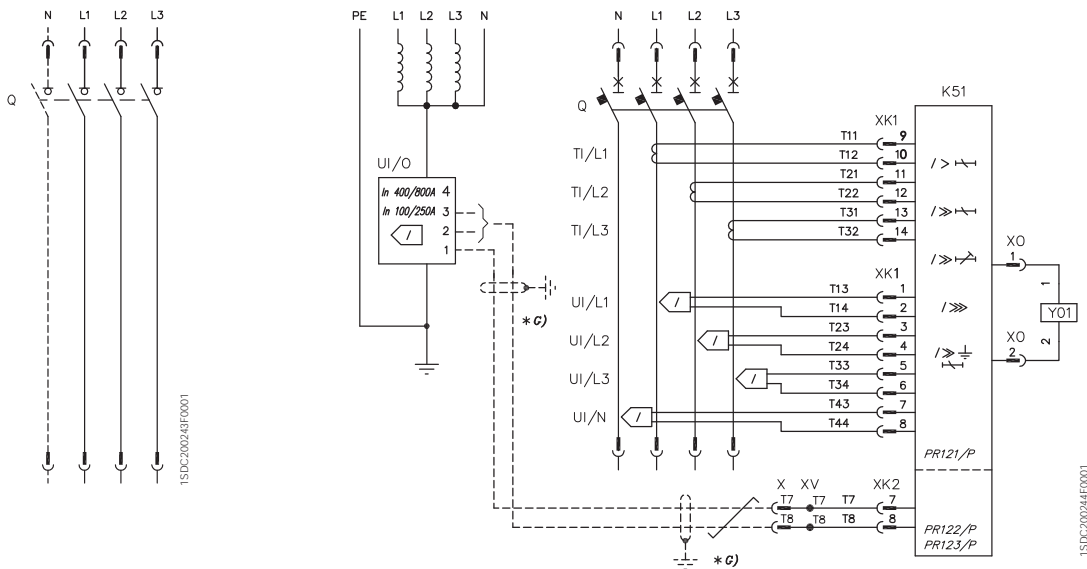 N L1 L2 L3
Q
1SDC200243F0001
PE L1 L2 L3 N
UI/O
In 400/800A 4
In 100/250A 3
/ 2
1
*G)
N L1 L2 L3
Q
K51
XK1
TI/L1 T11 9
T12 10
/>
TI/L2 T21 11
T22 12
/≫
TI/L3 T31 13
T32 14
/≫
XK1
UI/L1 / T13 1
T14 2
/⋙
UI/L2 / T23 3
T24 4
/≫
UI/L3 / T33 5
T34 6
UI/N / T43 7
T44 8
PR121/P
XO
1
1
Y01
2
XO
2
X XV XK2
T7 T7 T7 7
T8 T8 T8 8
PR122/P
PR123/P
*G)
1SDC200244F0001